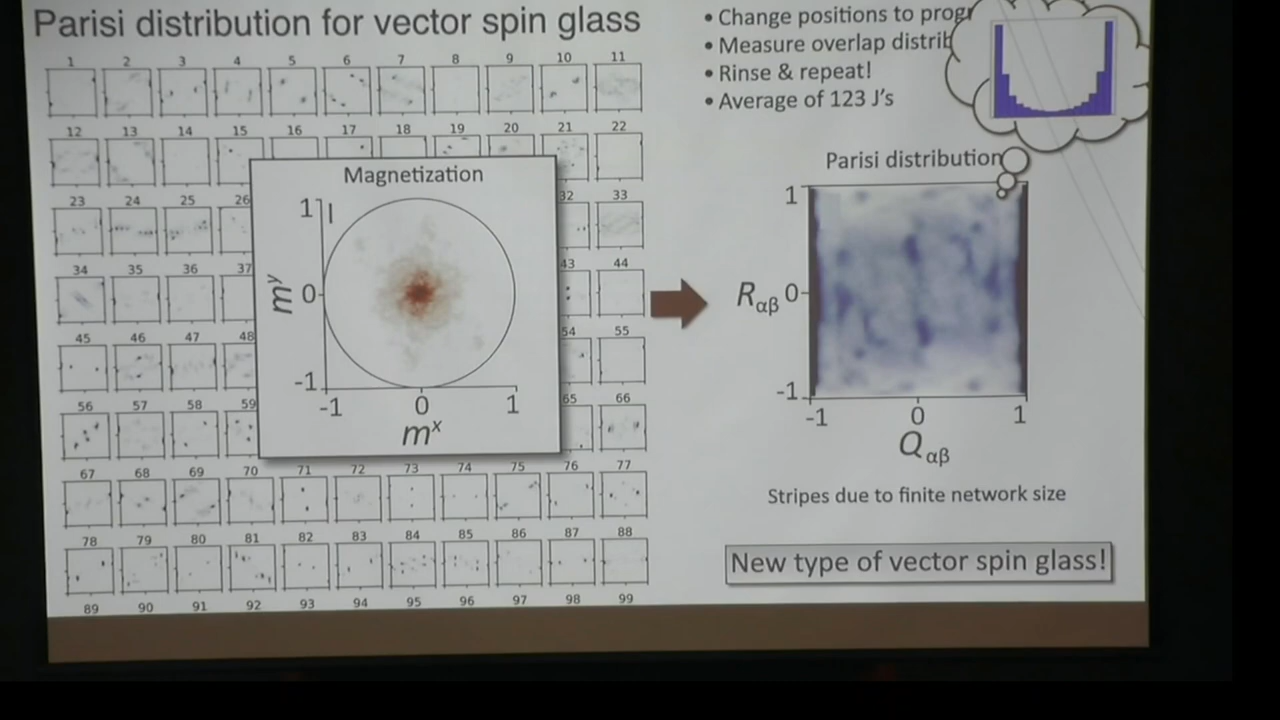 Parisi distribution for vector spin glass
• Change positions to
• Measure overlap
• Rinse & repeat!
• Average of 123 J's
1 2 3 4 5 6 7 8 9 10 11
12 13 14 15 16 17 18 19 20 21 22
23 24 25 26 32 33
34 35 36 37 43 44
45 46 47 48 54 55
56 57 58 59 65 66
67 68 69 70 71 72 73 74 75 76 77
78 79 80 81 82 83 84 85 86 87 88
89 90 91 92 93 94 95 96 97 98 99
Magnetization
1
0
-1
m^y
-1 0 1
m^x
Parisi distribution
1
R_αβ 0
-1
-1 0 1
Q_αβ
Stripes due to finite network size
New type of vector spin glass!